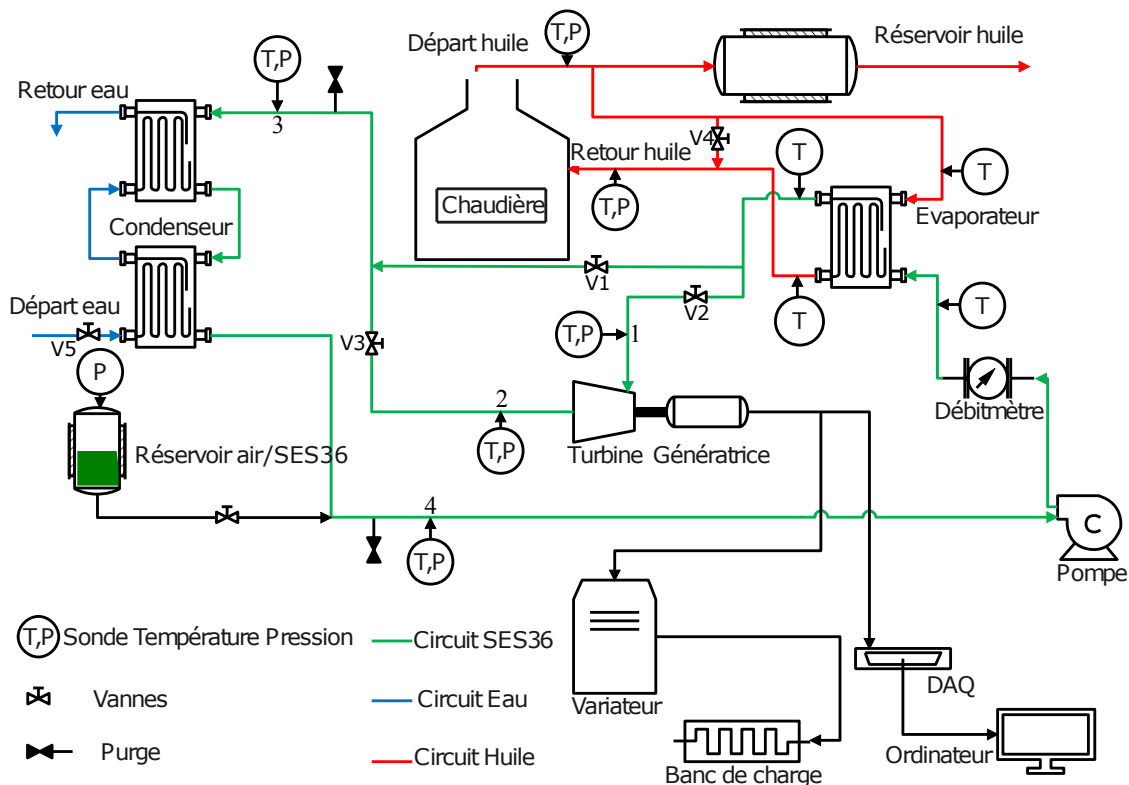 Départ huile
T,P
Réservoir huile
T,P
Retour eau
3
V4
Retour huile
T
T
T,P
Chaudière
Evaporateur
Condenseur
V1
Départ eau
V2
T
T
T,P
1
V5
V3
P
2
Débitmètre
T,P
Turbine
Génératrice
Réservoir air/SES36
4
C
T,P
Pompe
T,P
Sonde Température Pression
Circuit SES36
Vannes
Circuit Eau
Variateur
DAQ
Purge
Circuit Huile
Banc de charge
Ordinateur